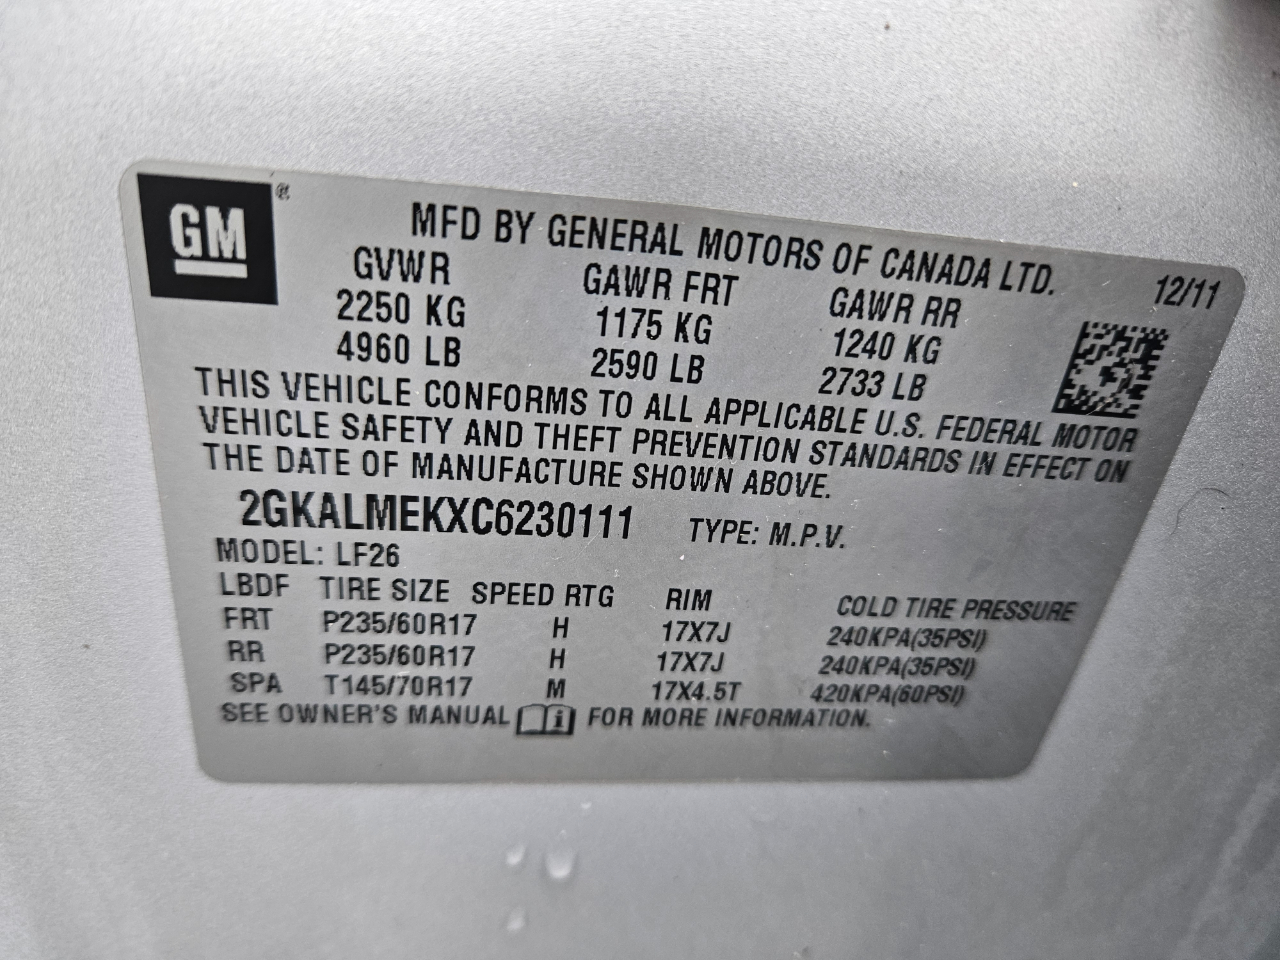 GM ®
MFD BY GENERAL MOTORS OF CANADA LTD.
12/11
GVWR GAWR FRT GAWR RR
2250 KG 1175 KG 1240 KG
4960 LB 2590 LB 2733 LB
THIS VEHICLE CONFORMS TO ALL APPLICABLE U.S. FEDERAL MOTOR
VEHICLE SAFETY AND THEFT PREVENTION STANDARDS IN EFFECT ON
THE DATE OF MANUFACTURE SHOWN ABOVE.
2GKALMEKXC6230111 TYPE: M.P.V.
MODEL: LF26
LBDF TIRE SIZE SPEED RTG RIM COLD TIRE PRESSURE
FRT P235/60R17 H 17X7J 240KPA(35PSI)
RR P235/60R17 H 17X7J 240KPA(35PSI)
SPA T145/70R17 M 17X4.5T 420KPA(60PSI)
SEE OWNER'S MANUAL i FOR MORE INFORMATION.